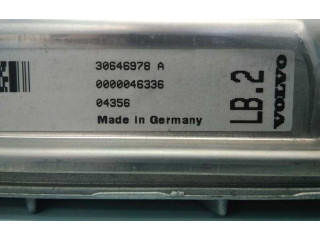 30646978 A
0000046336
04356
Made in Germany
LB.2
VOLVO